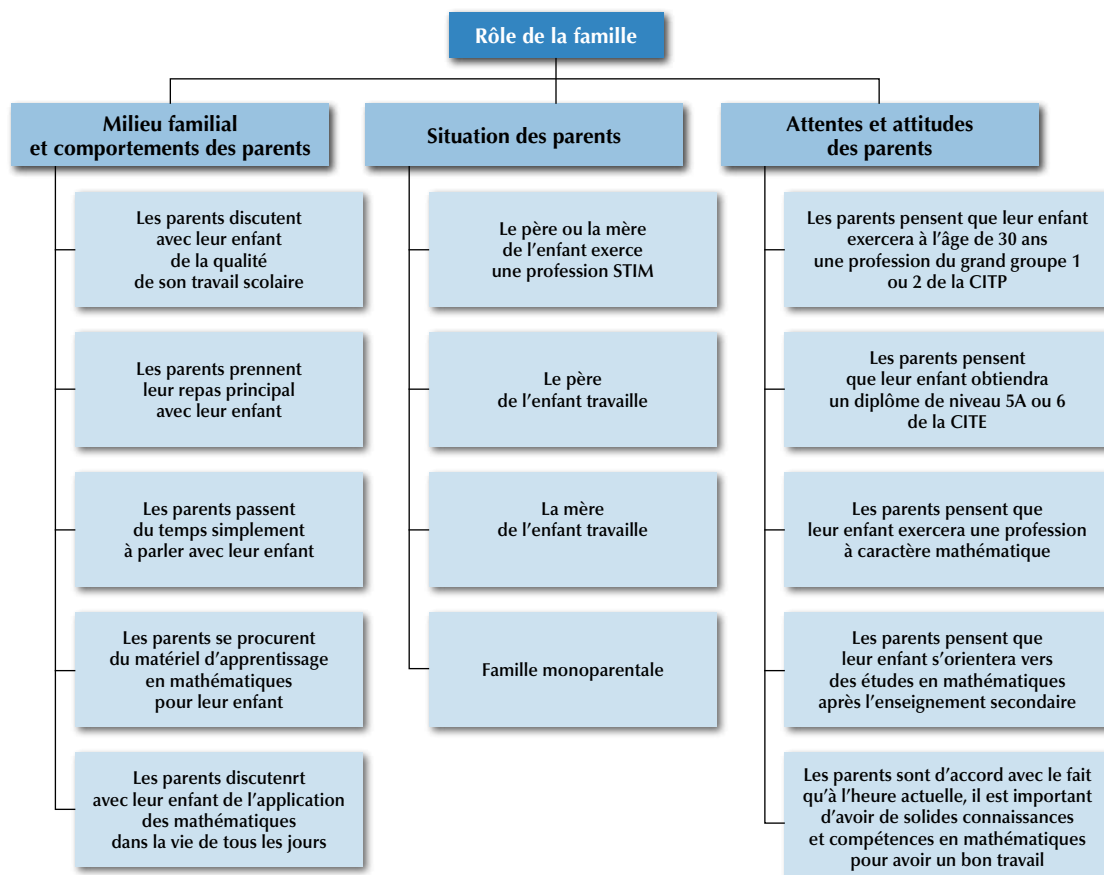 Rôle de la famille
Milieu familial
et comportements des parents
Les parents discutent
avec leur enfant
de la qualité
de son travail scolaire
Les parents prennent
leur repas principal
avec leur enfant
Les parents passent
du temps simplement
à parler avec leur enfant
Les parents se procurent
du matériel d'apprentissage
en mathématiques
pour leur enfant
Les parents discutenrt
avec leur enfant de l'application
des mathématiques
dans la vie de tous les jours
Situation des parents
Le père ou la mère
de l'enfant exerce
une profession STIM
Le père
de l'enfant travaille
La mère
de l'enfant travaille
Famille monoparentale
Attentes et attitudes
des parents
Les parents pensent que leur enfant
exercera à l'âge de 30 ans
une profession du grand groupe 1
ou 2 de la CITP
Les parents pensent
que leur enfant obtiendra
un diplôme de niveau 5A ou 6
de la CITE
Les parents pensent que
leur enfant exercera une profession
à caractère mathématique
Les parents pensent que
leur enfant s'orientera vers
des études en mathématiques
après l'enseignement secondaire
Les parents sont d'accord avec le fait
qu'à l'heure actuelle, il est important
d'avoir de solides connaissances
et compétences en mathématiques
pour avoir un bon travail